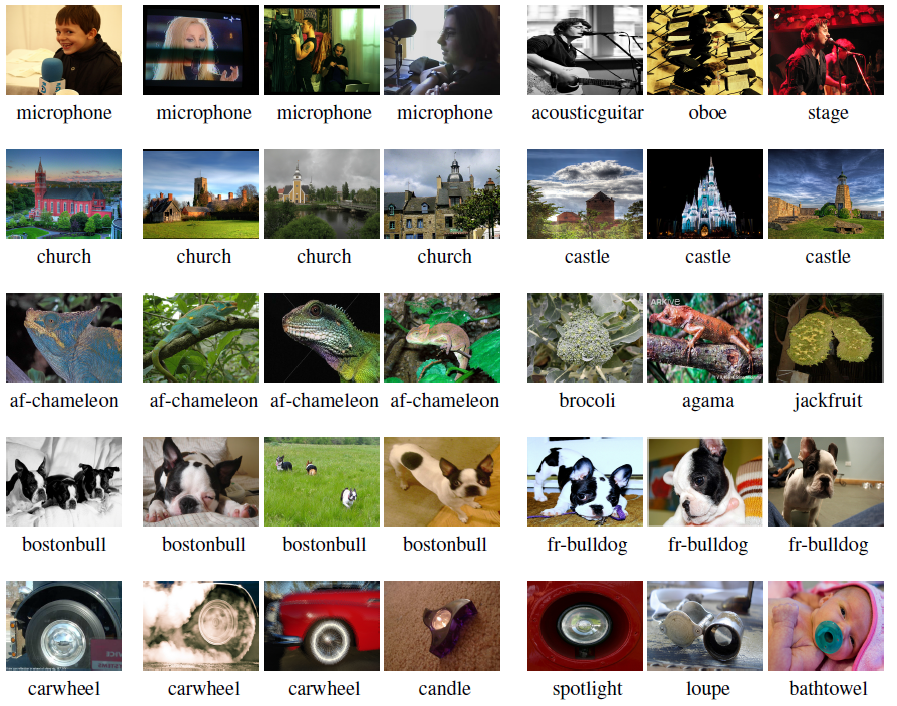 microphone microphone microphone microphone acousticguitar oboe stage
church church church church castle castle castle
ARKive
af-chameleon af-chameleon af-chameleon af-chameleon brocoli agama jackfruit
bostonbull bostonbull bostonbull bostonbull fr-bulldog fr-bulldog fr-bulldog
carwheel carwheel carwheel candle spotlight loupe bathtowel